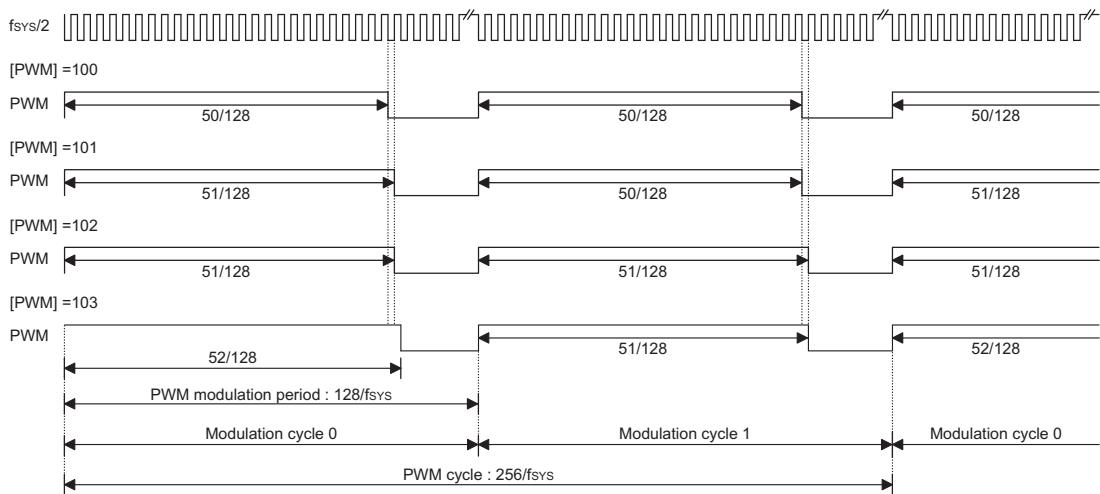 fSYS/2
[PWM] =100
PWM
50/128 50/128 50/128
[PWM] =101
PWM
51/128 50/128 51/128
[PWM] =102
PWM
51/128 51/128 51/128
[PWM] =103
PWM
52/128 51/128 52/128
PWM modulation period : 128/fSYS
Modulation cycle 0 Modulation cycle 1 Modulation cycle 0
PWM cycle : 256/fSYS